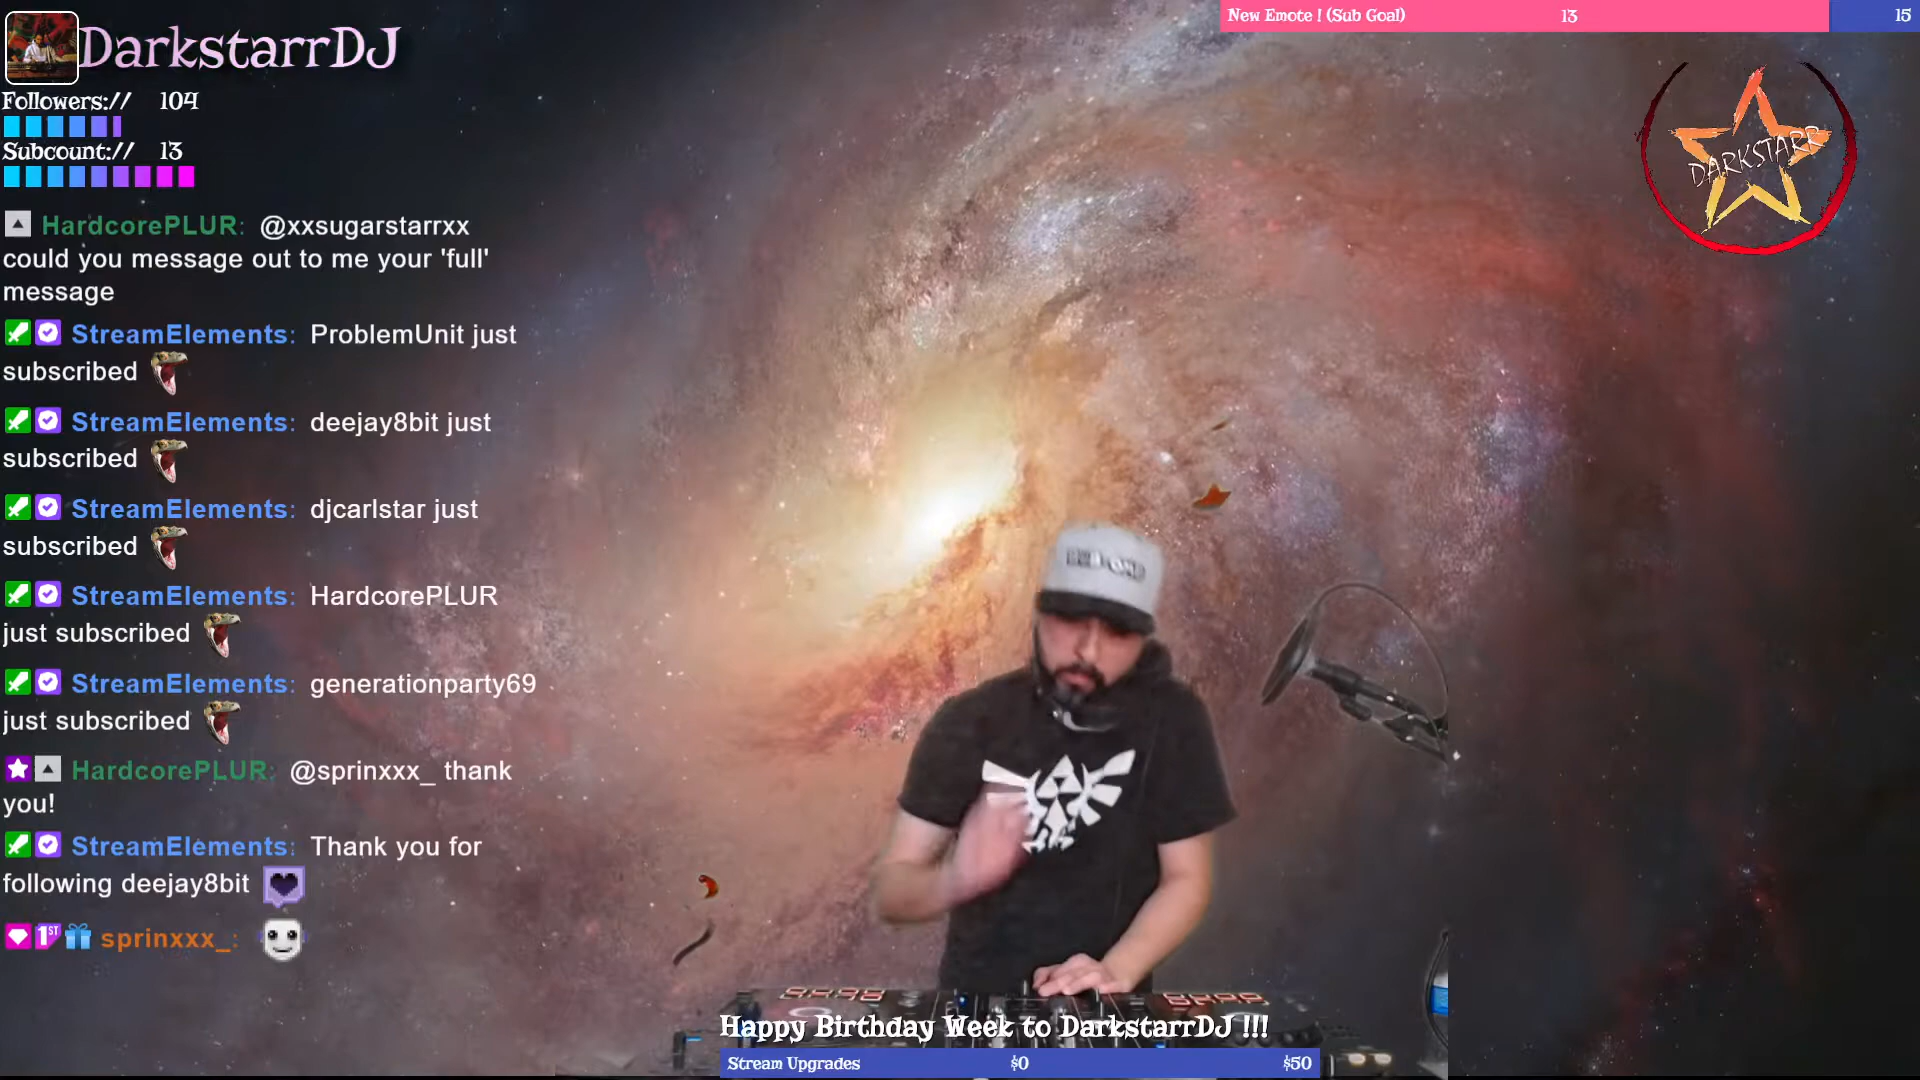 New Emote ! (Sub Goal) 13 15
DarkstarrDJ
Followers:// 104
Subcount:// 13
DARKSTARR
HardcorePLUR: @xxsugarstarrxx
could you message out to me your 'full'
message
StreamElements: ProblemUnit just
subscribed
StreamElements: deejay8bit just
subscribed
StreamElements: djcarlstar just
subscribed
StreamElements: HardcorePLUR
just subscribed
StreamElements: generationparty69
just subscribed
HardcorePLUR: @sprinxxx_ thank
you!
StreamElements: Thank you for
following deejay8bit
1ST sprinxxx_:
Happy Birthday Week to DarkstarrDJ !!!
Stream Upgrades $0 $50